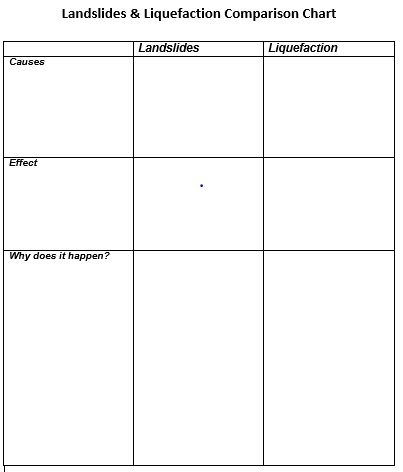 Landslides & Liquefaction Comparison Chart
Landslides Liquefaction
Causes
Effect
Why does it happen?